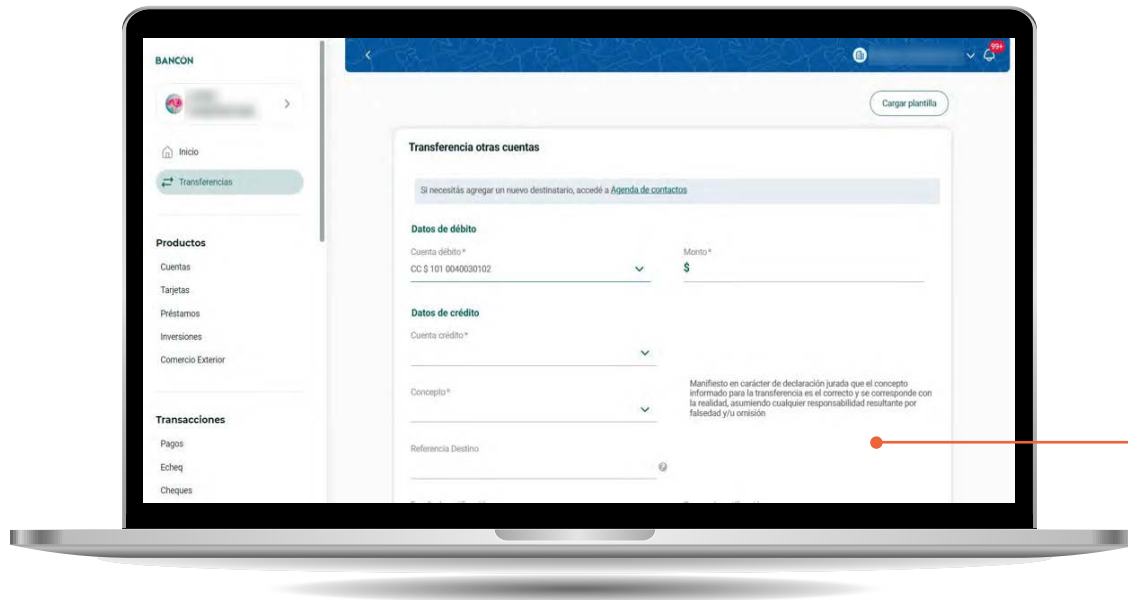 BANCÓN
Inicio
Transferencias
Productos
Cuentas
Tarjetas
Préstamos
Inversiones
Comercio Exterior
Transacciones
Pagos
Echeq
Cheques
99+
Cargar plantilla
Transferencia otras cuentas
Si necesitás agregar un nuevo destinatario, accedé a Agenda de contactos
Datos de débito
Cuenta débito*
CC $ 101 0040030102
Monto*
$
Datos de crédito
Cuenta crédito*
Concepto*
Manifiesto en carácter de declaración jurada que el concepto
informado para la transferencia es el correcto y se corresponde con
la realidad, asumiendo cualquier responsabilidad resultante por
falsedad y/u omisión
Referencia Destino